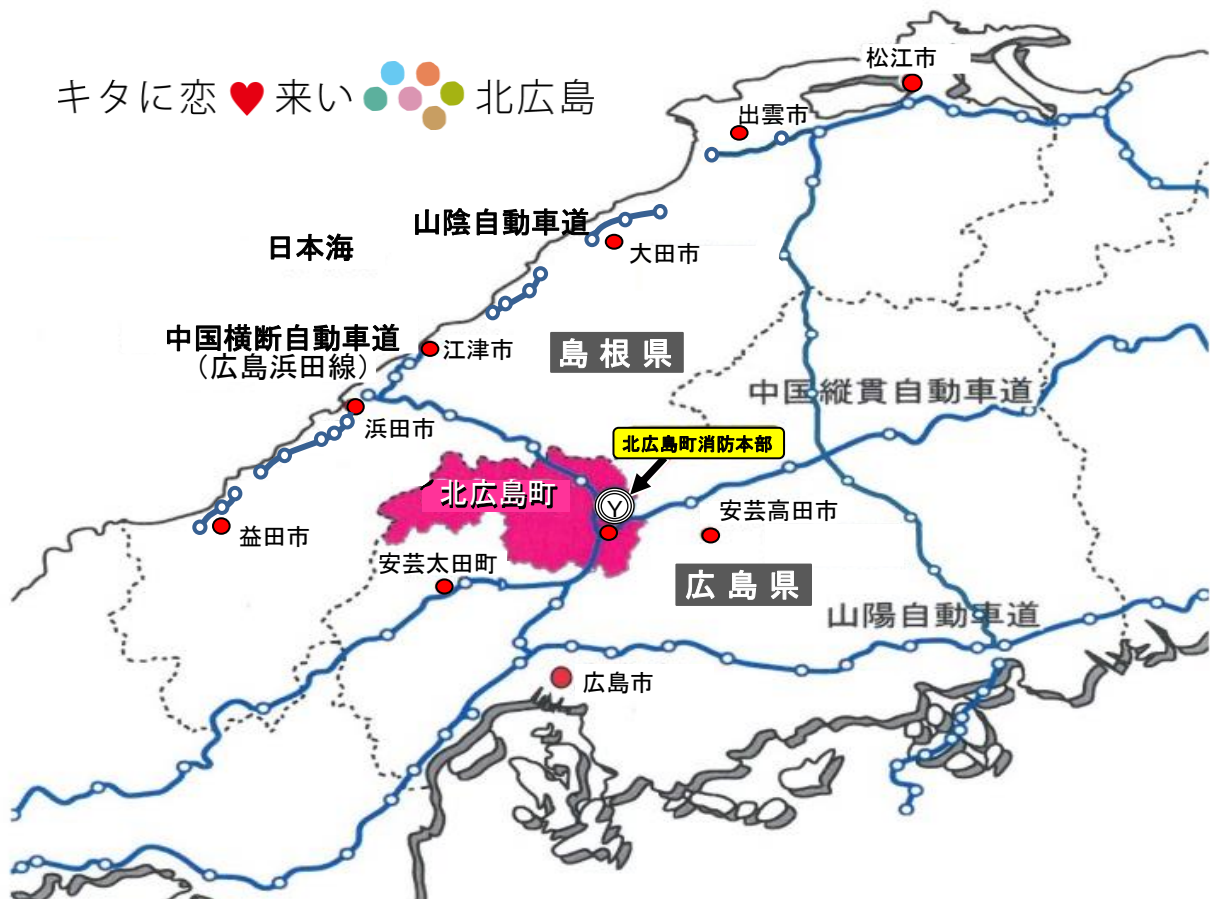 キタに恋♥来い 北広島
松江市
出雲市
山陰自動車道
日本海
大田市
中国横断自動車道
（広島浜田線）
江津市
島根県
中国縦貫自動車道
浜田市
北広島町消防本部
北広島町
Y
安芸高田市
益田市
安芸太田町
広島県
山陽自動車道
広島市